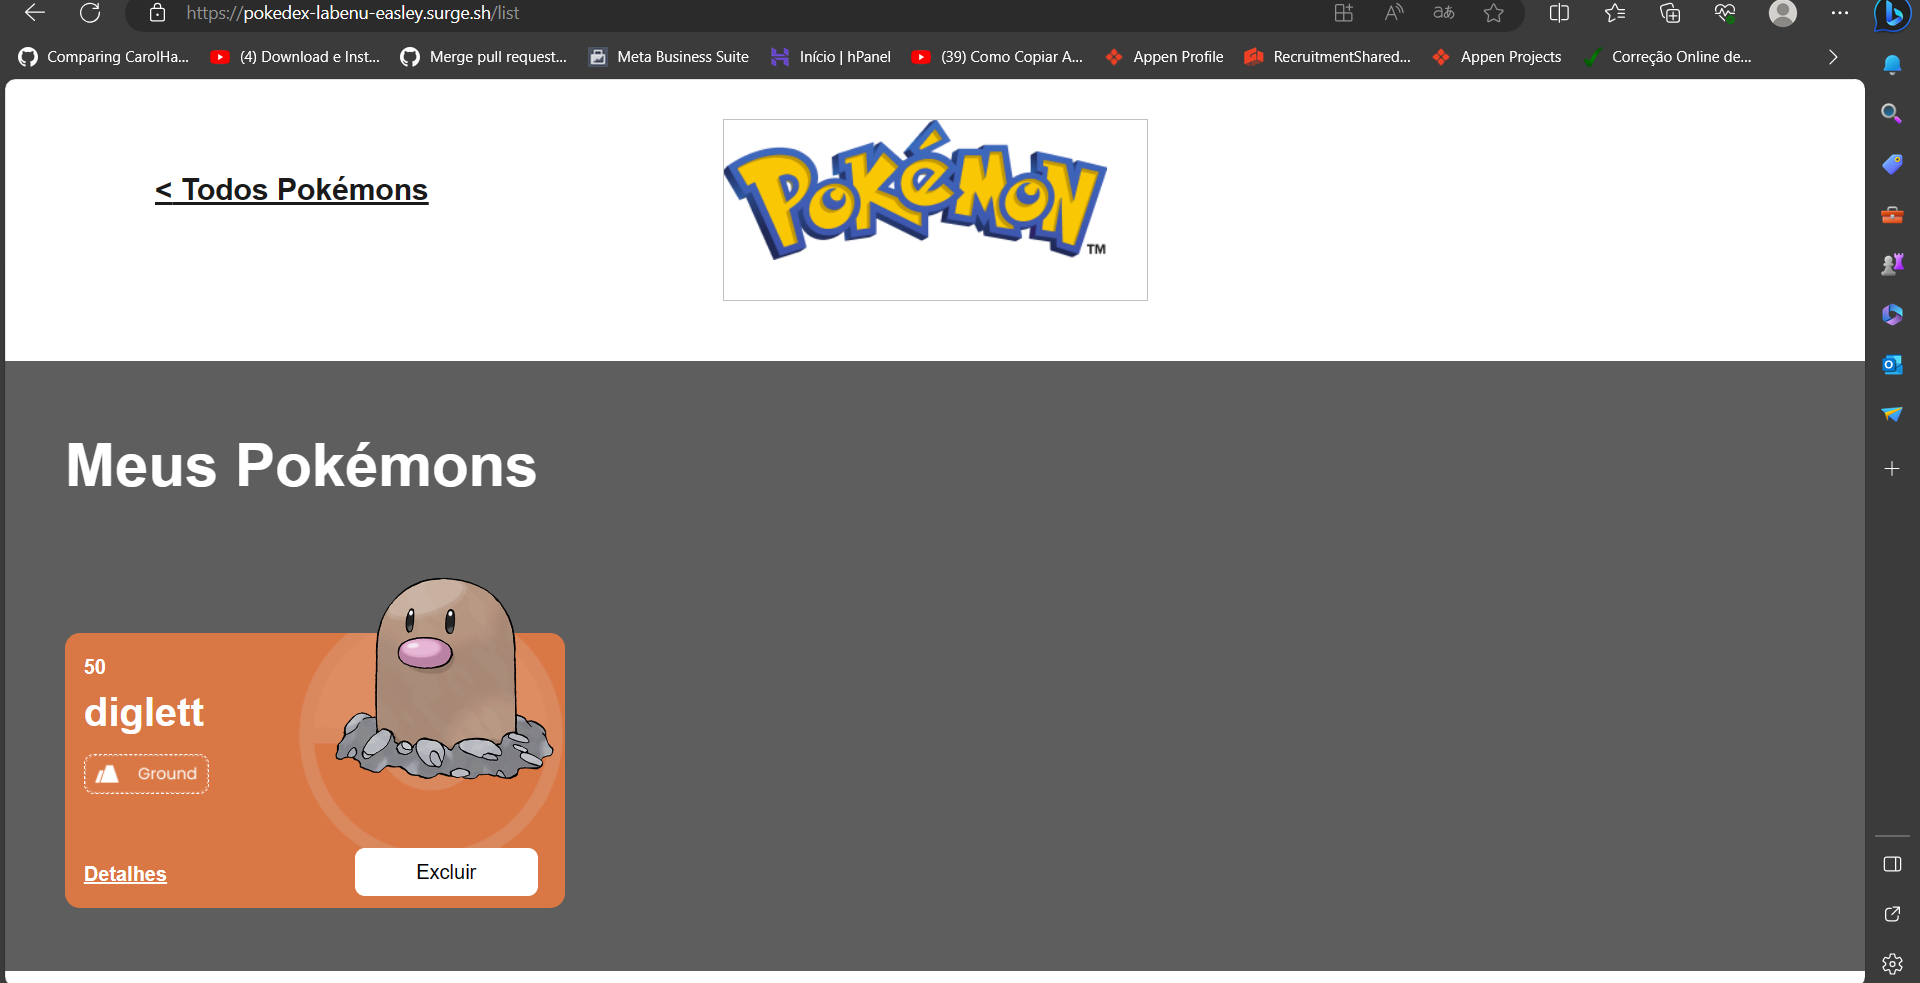 https://pokedex-labenu-easley.surge.sh/list
Comparing CarolHa... (4) Download e Inst... Merge pull request... Meta Business Suite Início | hPanel (39) Como Copiar A... Appen Profile RecruitmentShared... Appen Projects Correção Online de...
< Todos Pokémons
POKéMON TM
Meus Pokémons
50
diglett
Ground
Detalhes Excluir